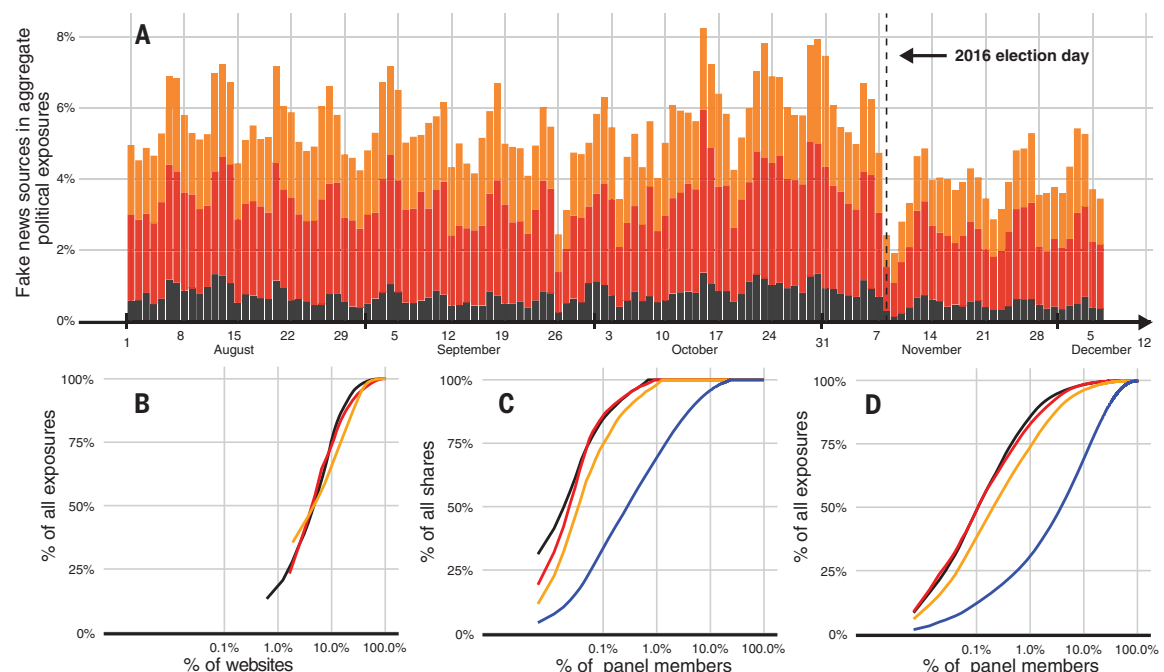 A
Fake news sources in aggregate
political exposures
8%
6%
4%
2%
0%
2016 election day
1 8 15 22 29 5 12 19 26 3 10 17 24 31 7 14 21 28 5 12
August September October November December
B
% of all exposures
100%
75%
50%
25%
0%
0.1% 1.0% 10.0% 100.0%
% of websites
C
% of all shares
100%
75%
50%
25%
0%
0.1% 1.0% 10.0% 100.0%
% of panel members
D
% of all exposures
100%
75%
50%
25%
0%
0.1% 1.0% 10.0% 100.0%
% of panel members